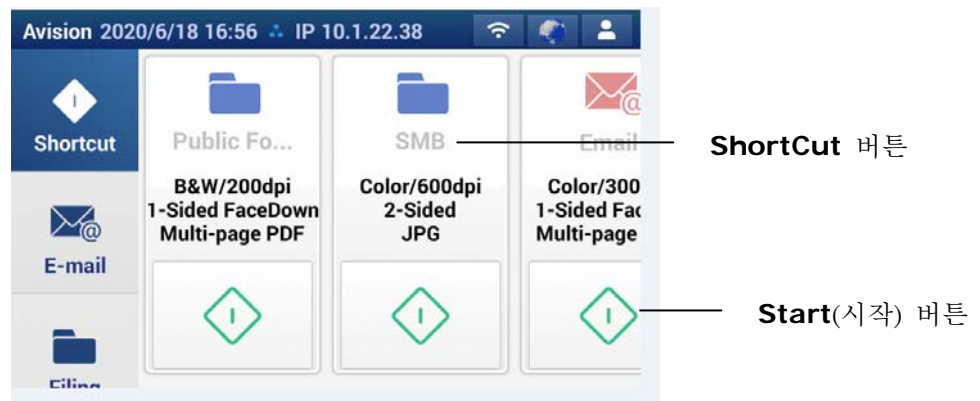 Avision 2020/6/18 16:56 IP 10.1.22.38
Shortcut
E-mail
Filing
Public Fo...
B&W/200dpi
1-Sided FaceDown
Multi-page PDF
SMB
Color/600dpi
2-Sided
JPG
Email
Color/300
1-Sided Fac
Multi-page
ShortCut 버튼
Start(시작) 버튼